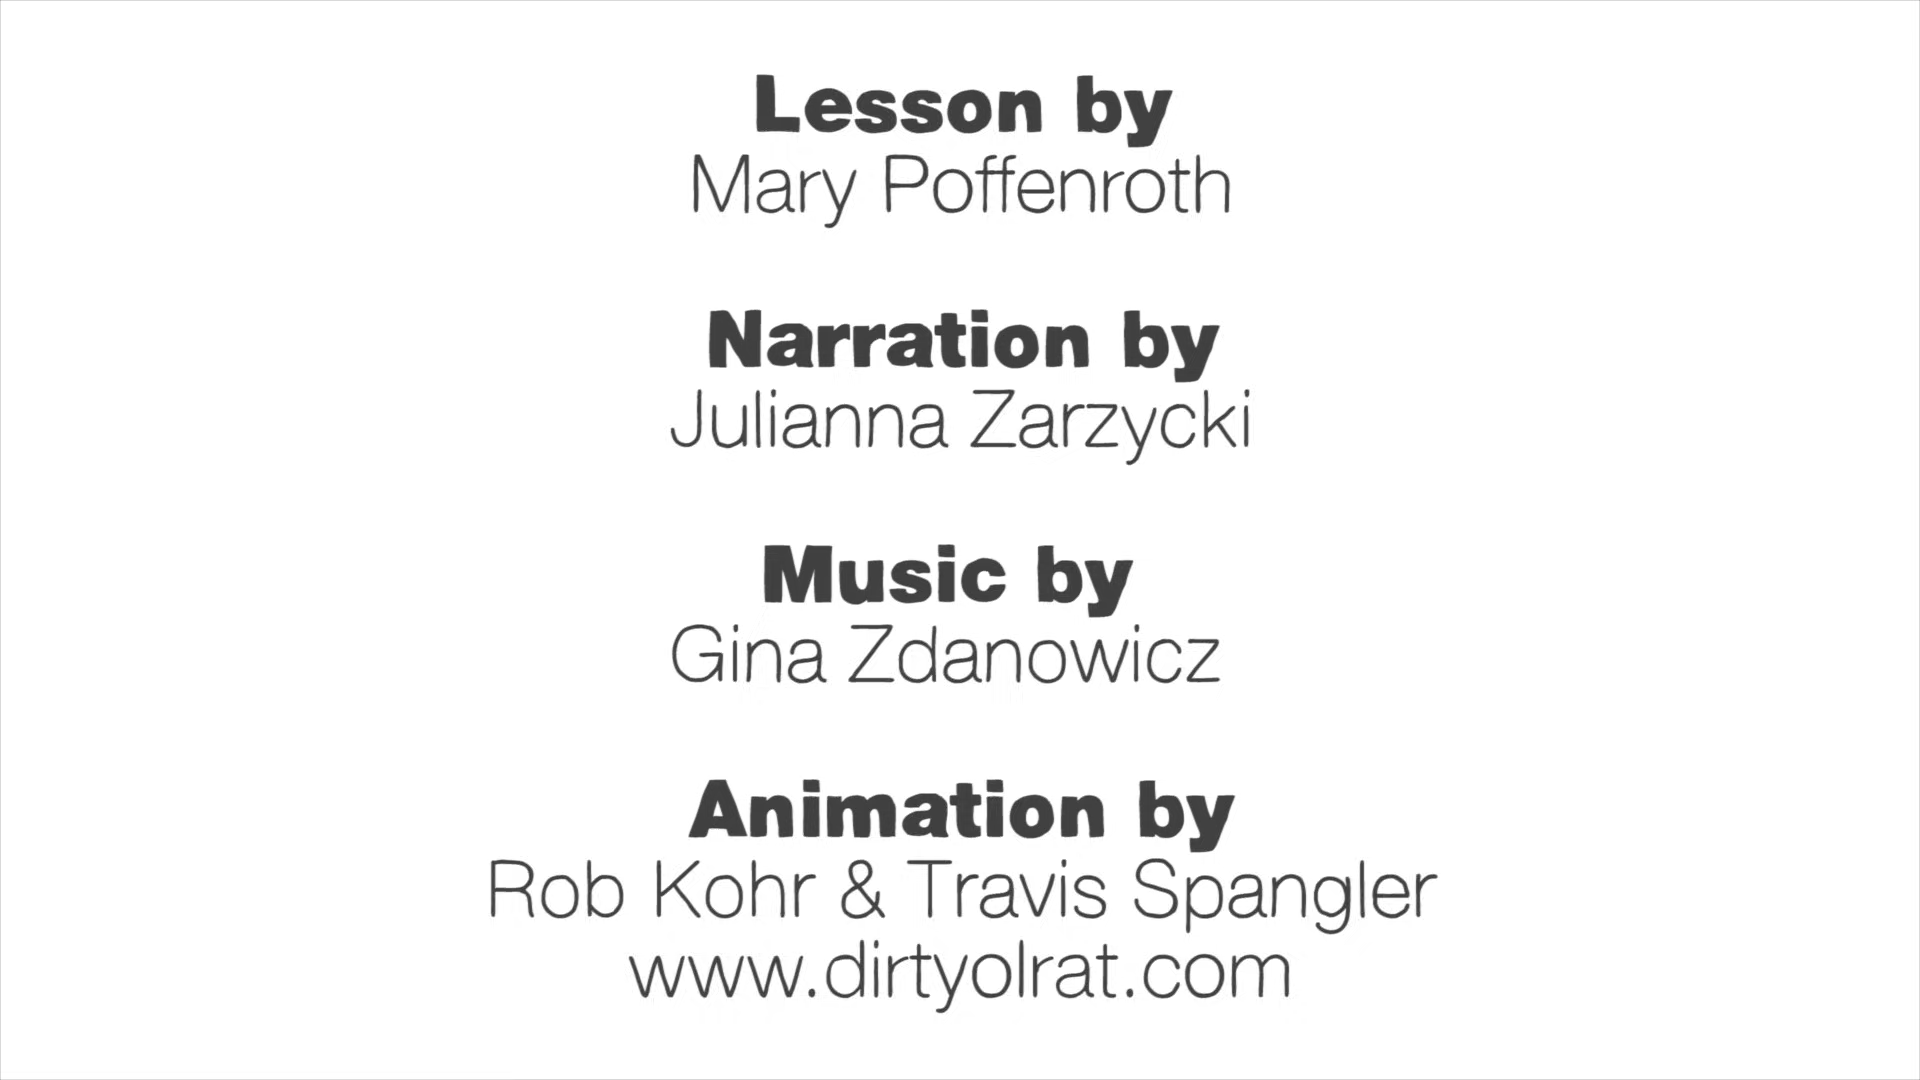 Lesson by
Mary Poffenroth
Narration by
Julianna Zarzycki
Music by
Gina Zdanowicz
Animation by
Rob Kohr & Travis Spangler
www.dirtyolrat.com